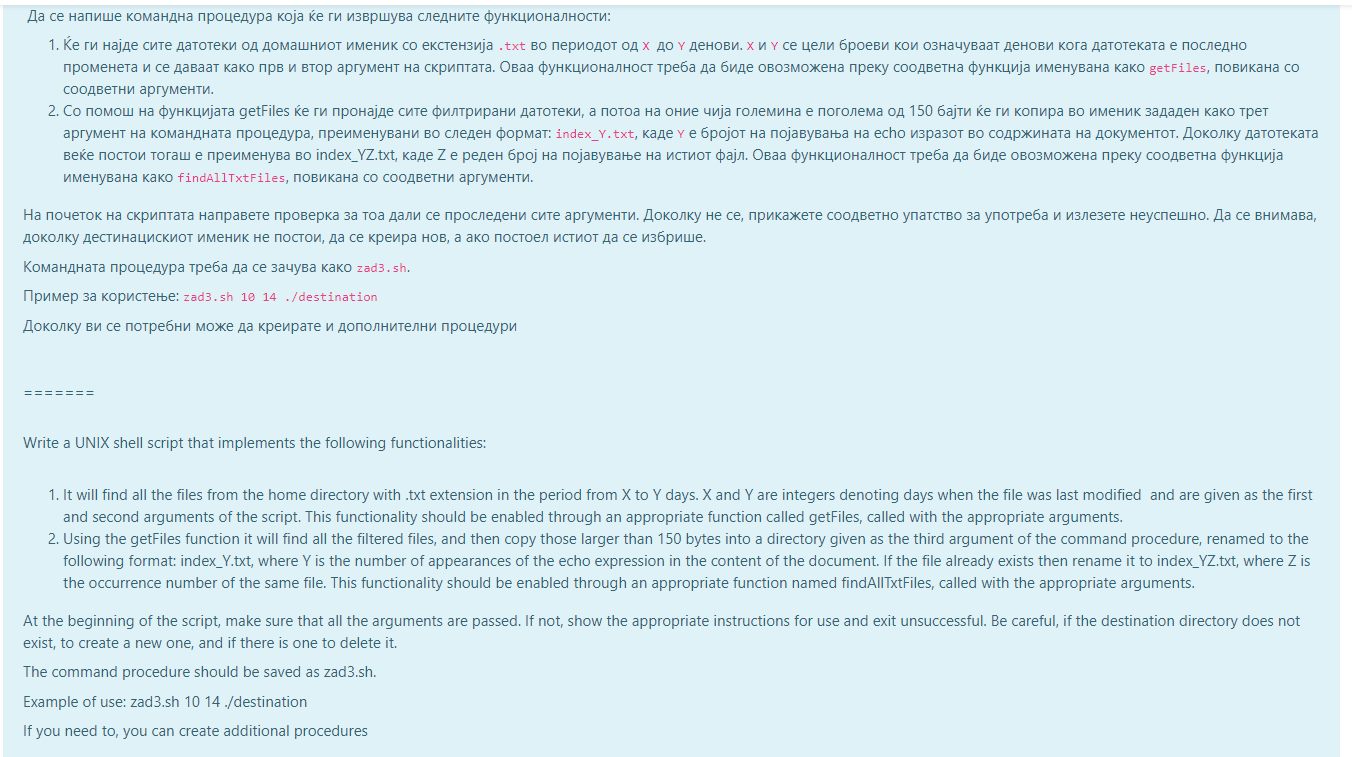 Да се напише командна процедура која ќе ги извршува следните функционалности:
1. Ќе ги најде сите датотеки од домашниот именик со екстензија .txt во периодот од X до Y денови. X и Y се цели броеви кои означуваат денови кога датотеката е последно
променета и се даваат како прв и втор аргумент на скриптата. Оваа функционалност треба да биде овозможена преку соодветна функција именувана како getFiles, повикана со
соодветни аргументи.
2. Со помош на функцијата getFiles ќе ги пронајде сите филтрирани датотеки, а потоа на оние чија големина е поголема од 150 бајти ќе ги копира во именик зададен како трет
аргумент на командната процедура, преименувани во следен формат: index_Y.txt, каде Y е бројот на појавувања на echo изразот во содржината на документот. Доколку датотеката
веќе постои тогаш е преименува во index_YZ.txt, каде Z е реден број на појавување на истиот фајл. Оваа функционалност треба да биде овозможена преку соодветна функција
именувана како findAllTxtFiles, повикана со соодветни аргументи.
На почеток на скриптата направете проверка за тоа дали се проследени сите аргументи. Доколку не се, прикажете соодветно упатство за употреба и излезете неуспешно. Да се внимава,
доколку дестинацискиот именик не постои, да се креира нов, а ако постоел истиот да се избрише.
Командната процедура треба да се зачува како zad3.sh.
Пример за користење: zad3.sh 10 14 ./destination
Доколку ви се потребни може да креирате и дополнителни процедури
=======
Write a UNIX shell script that implements the following functionalities:
1. It will find all the files from the home directory with .txt extension in the period from X to Y days. X and Y are integers denoting days when the file was last modified and are given as the first
and second arguments of the script. This functionality should be enabled through an appropriate function called getFiles, called with the appropriate arguments.
2. Using the getFiles function it will find all the filtered files, and then copy those larger than 150 bytes into a directory given as the third argument of the command procedure, renamed to the
following format: index_Y.txt, where Y is the number of appearances of the echo expression in the content of the document. If the file already exists then rename it to index_YZ.txt, where Z is
the occurrence number of the same file. This functionality should be enabled through an appropriate function named findAllTxtFiles, called with the appropriate arguments.
At the beginning of the script, make sure that all the arguments are passed. If not, show the appropriate instructions for use and exit unsuccessful. Be careful, if the destination directory does not
exist, to create a new one, and if there is one to delete it.
The command procedure should be saved as zad3.sh.
Example of use: zad3.sh 10 14 ./destination
If you need to, you can create additional procedures